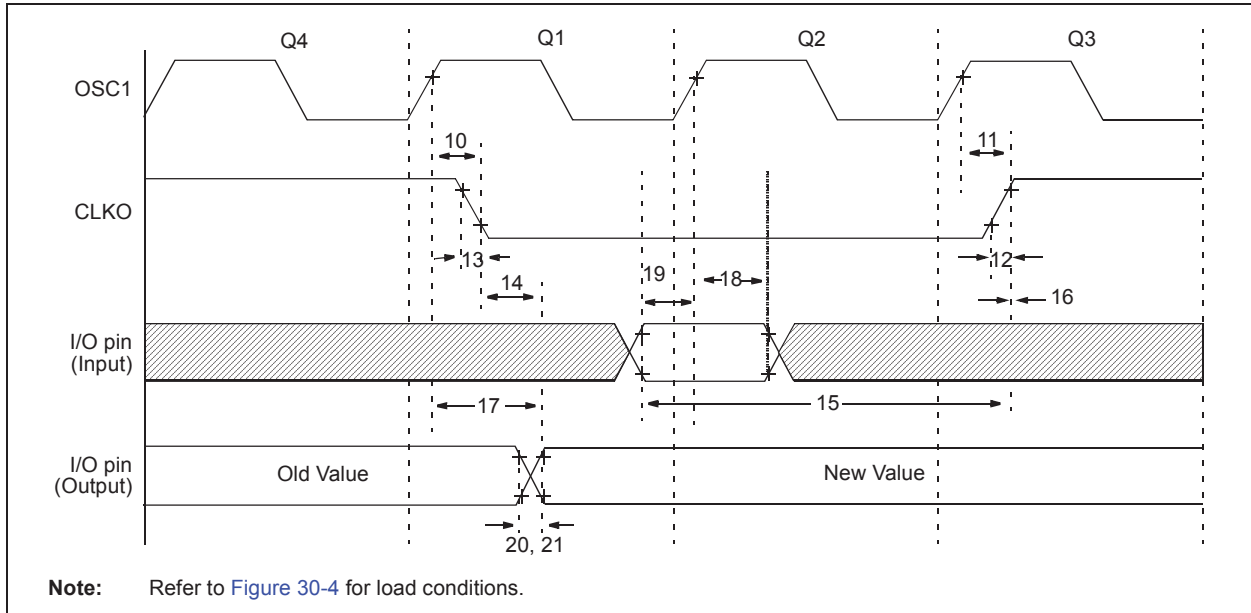 Q4 Q1 Q2 Q3
OSC1
10 11
CLKO
13 12
14 19 18 16
I/O pin
(Input)
17 15
I/O pin
(Output)
Old Value New Value
20, 21
Note: Refer to Figure 30-4 for load conditions.